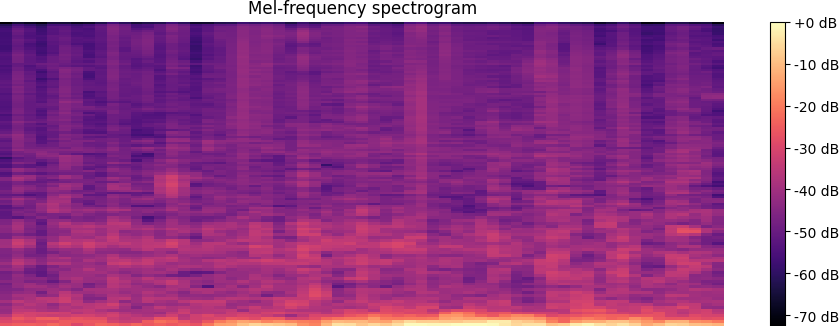 Mel-frequency spectrogram
+0 dB
-10 dB
-20 dB
-30 dB
-40 dB
-50 dB
-60 dB
-70 dB